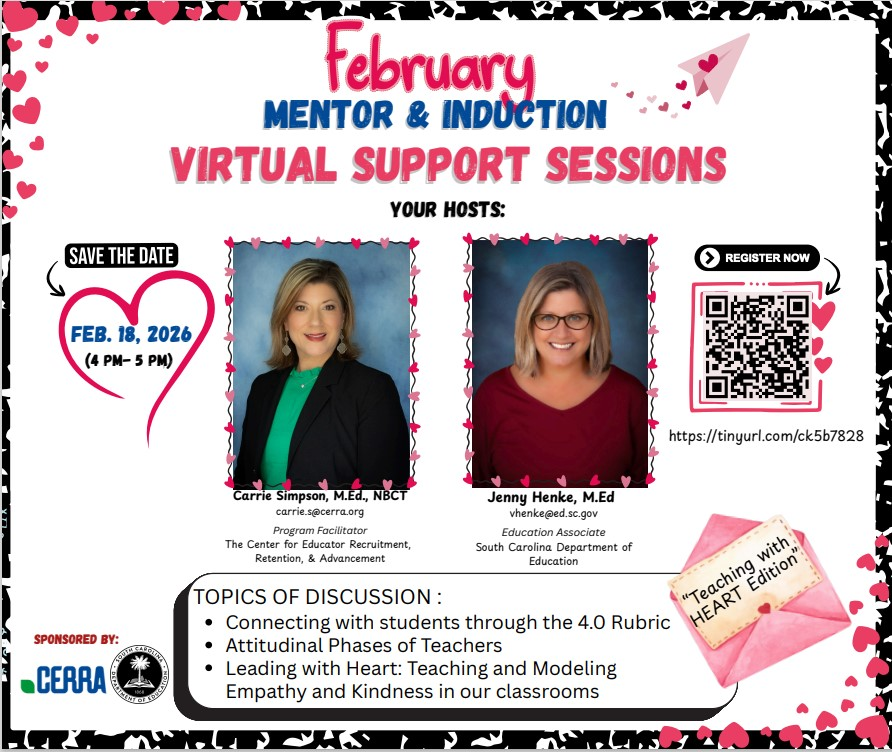 February
MENTOR & INDUCTION
VIRTUAL SUPPORT SESSIONS
YOUR HOSTS:
SAVE THE DATE
FEB. 18, 2026
(4 PM– 5 PM)
REGISTER NOW
https://tinyurl.com/ck5b7828
Carrie Simpson, M.Ed., NBCT
carrie.s@cerra.org
Program Facilitator
The Center for Educator Recruitment,
Retention, & Advancement
Jenny Henke, M.Ed
vhenke@ed.sc.gov
Education Associate
South Carolina Department of
Education
"Teaching with
HEART Edition"
TOPICS OF DISCUSSION :
• Connecting with students through the 4.0 Rubric
• Attitudinal Phases of Teachers
• Leading with Heart: Teaching and Modeling
Empathy and Kindness in our classrooms
SPONSORED BY:
CERRA
SOUTH CAROLINA
DEPARTMENT OF EDUCATION